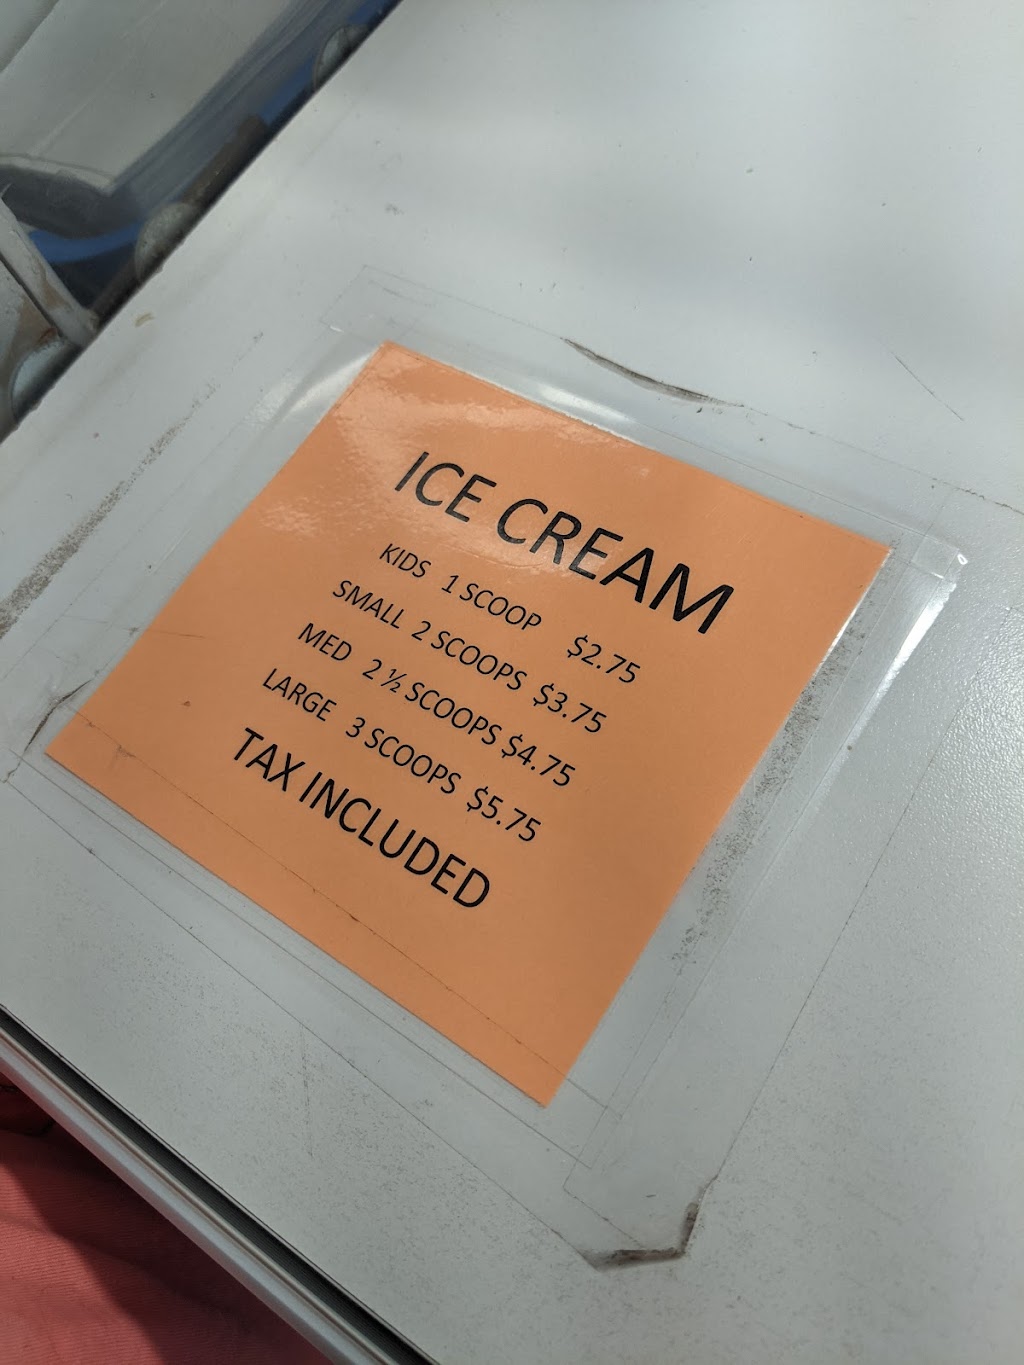 ICE CREAM
KIDS 1 SCOOP $2.75
SMALL 2 SCOOPS $3.75
MED 2 ½ SCOOPS $4.75
LARGE 3 SCOOPS $5.75
TAX INCLUDED